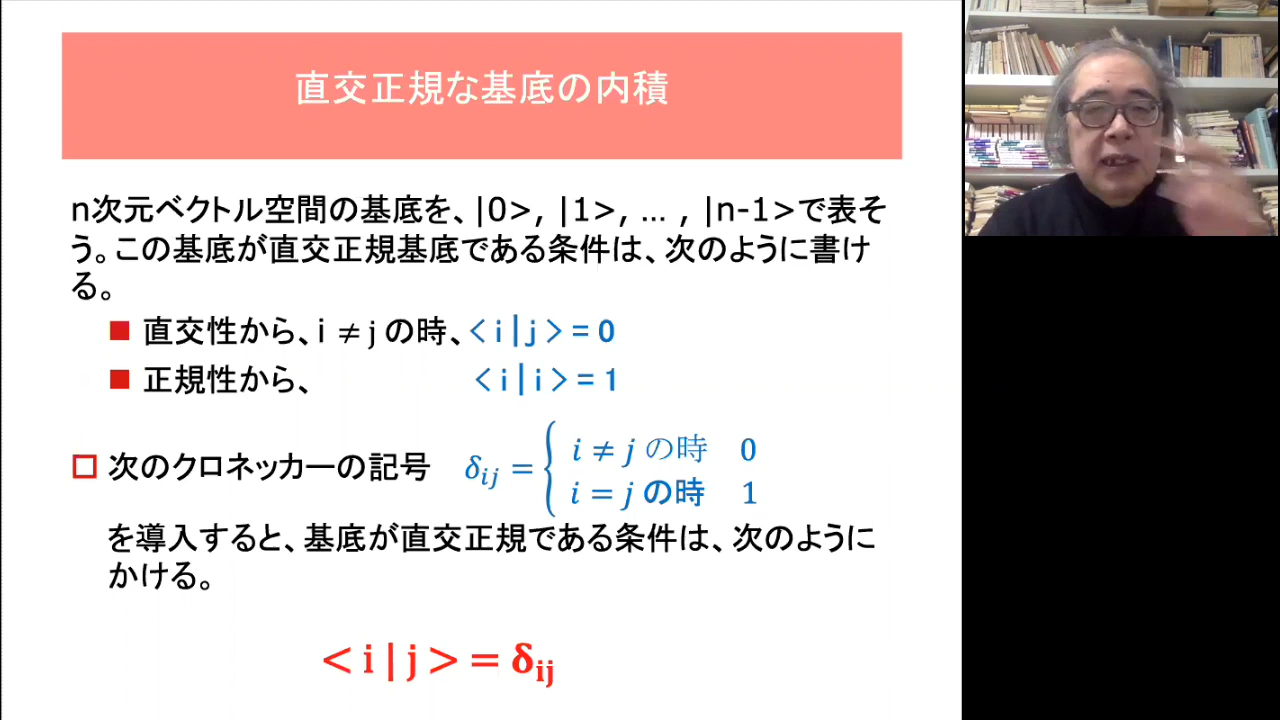 直交正規な基底の内積
n次元ベクトル空間の基底を、|0>, |1>, … , |n-1>で表そ
う。この基底が直交正規基底である条件は、次のように書け
る。
■ 直交性から、i ≠ j の時、< i | j > = 0
■ 正規性から、 < i | i > = 1
□ 次のクロネッカーの記号 δij = { i ≠ j の時 0
i = j の時 1
を導入すると、基底が直交正規である条件は、次のように
かける。
< i | j > = δij